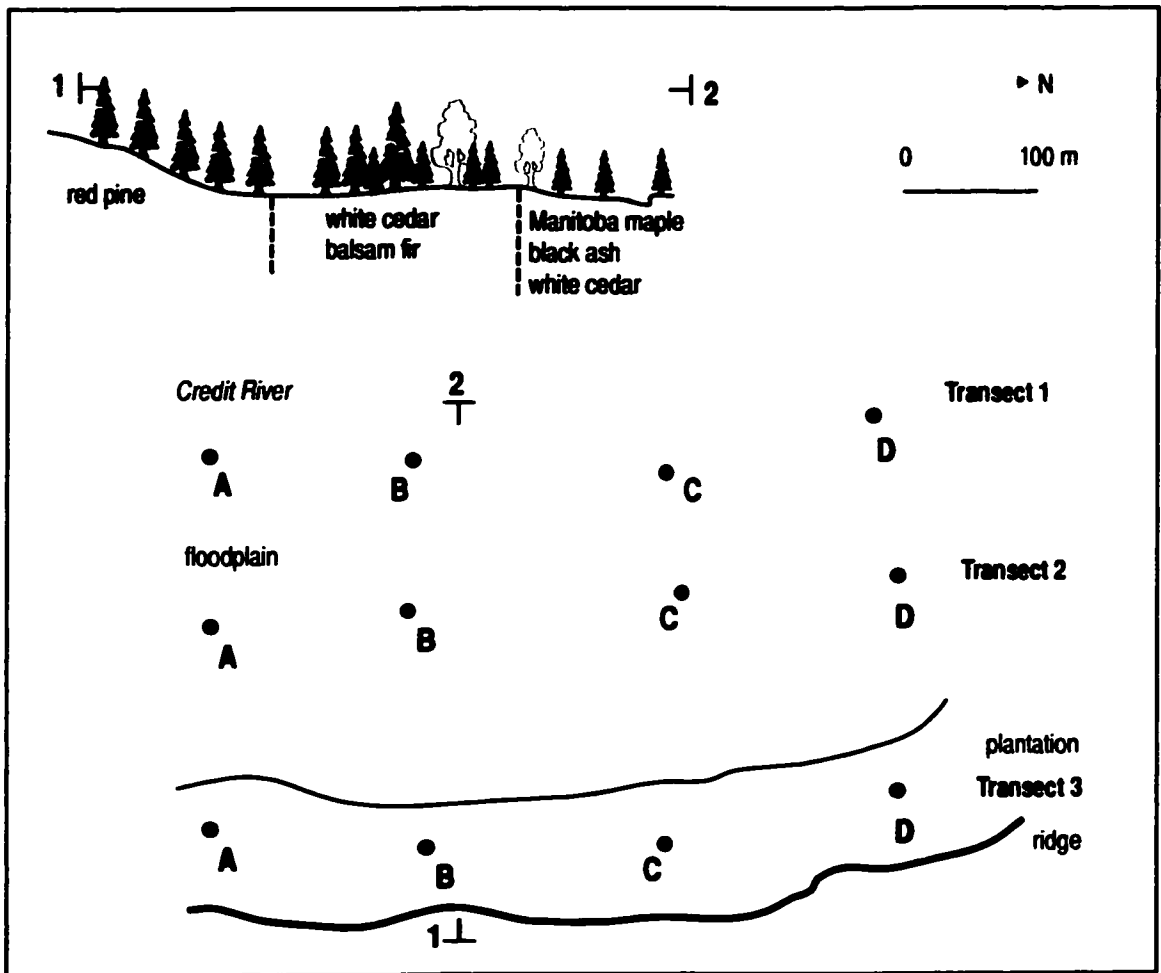 1
2
N
0 100 m
red pine
white cedar
balsam fir
Manitoba maple
black ash
white cedar
Credit River
2
Transect 1
A
B
C
D
floodplain
Transect 2
A
B
C
D
plantation
Transect 3
A
B
C
D
ridge
1